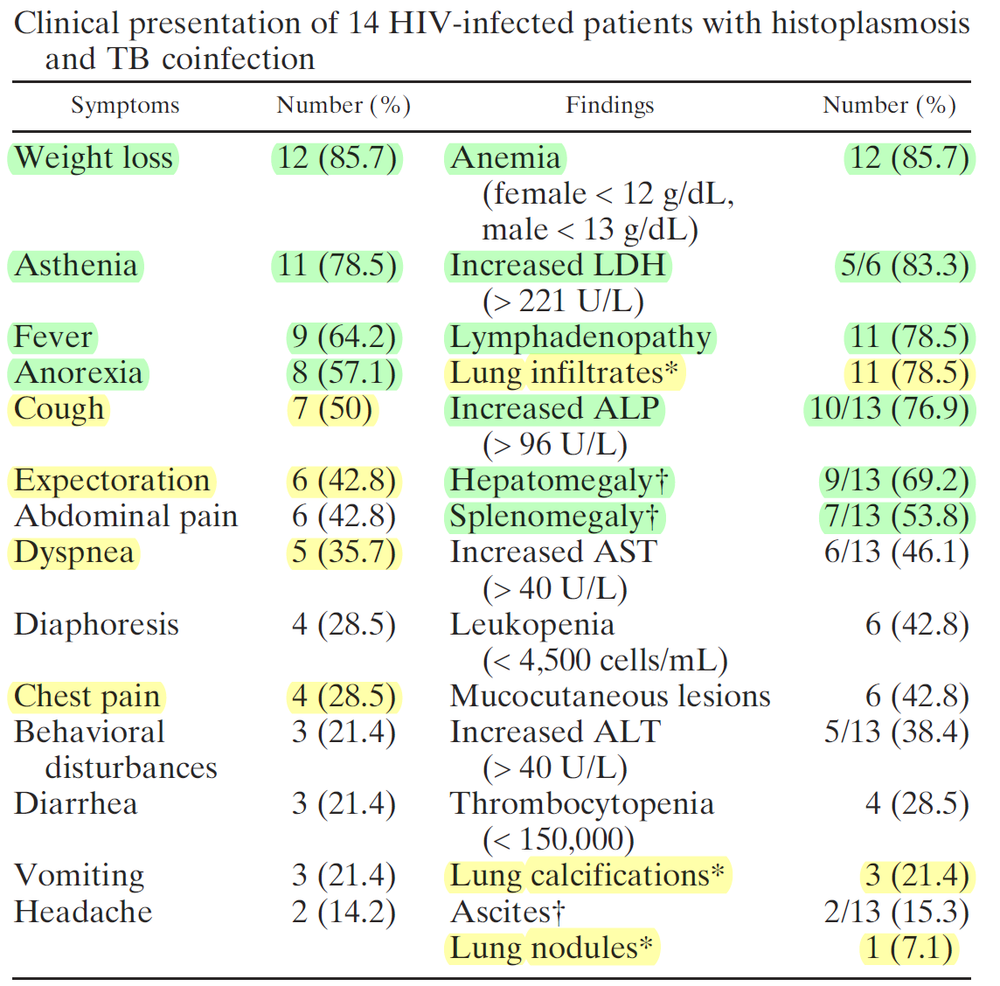 Clinical presentation of 14 HIV-infected patients with histoplasmosis
and TB coinfection
Symptoms Number (%) Findings Number (%)
Weight loss 12 (85.7) Anemia 12 (85.7)
(female < 12 g/dL,
male < 13 g/dL)
Asthenia 11 (78.5) Increased LDH 5/6 (83.3)
(> 221 U/L)
Fever 9 (64.2) Lymphadenopathy 11 (78.5)
Anorexia 8 (57.1) Lung infiltrates* 11 (78.5)
Cough 7 (50) Increased ALP 10/13 (76.9)
(> 96 U/L)
Expectoration 6 (42.8) Hepatomegaly† 9/13 (69.2)
Abdominal pain 6 (42.8) Splenomegaly† 7/13 (53.8)
Dyspnea 5 (35.7) Increased AST 6/13 (46.1)
(> 40 U/L)
Diaphoresis 4 (28.5) Leukopenia 6 (42.8)
(< 4,500 cells/mL)
Chest pain 4 (28.5) Mucocutaneous lesions 6 (42.8)
Behavioral 3 (21.4) Increased ALT 5/13 (38.4)
disturbances (> 40 U/L)
Diarrhea 3 (21.4) Thrombocytopenia 4 (28.5)
(< 150,000)
Vomiting 3 (21.4) Lung calcifications* 3 (21.4)
Headache 2 (14.2) Ascites† 2/13 (15.3)
Lung nodules* 1 (7.1)